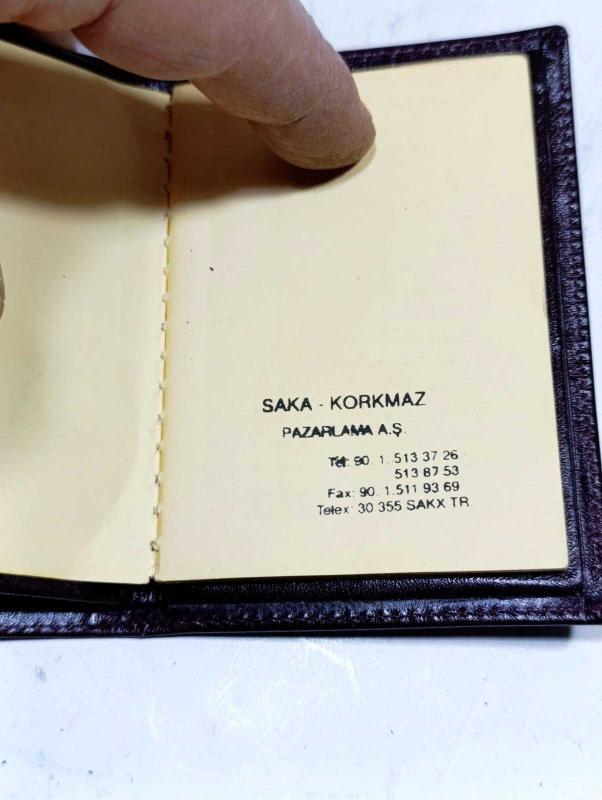 SAKA - KORKMAZ
PAZARLAMA A.Ş.
Tel: 90. 1. 513 37 26
513 87 53
Fax: 90. 1. 511 93 69
Telex: 30 355 SAKX TR.